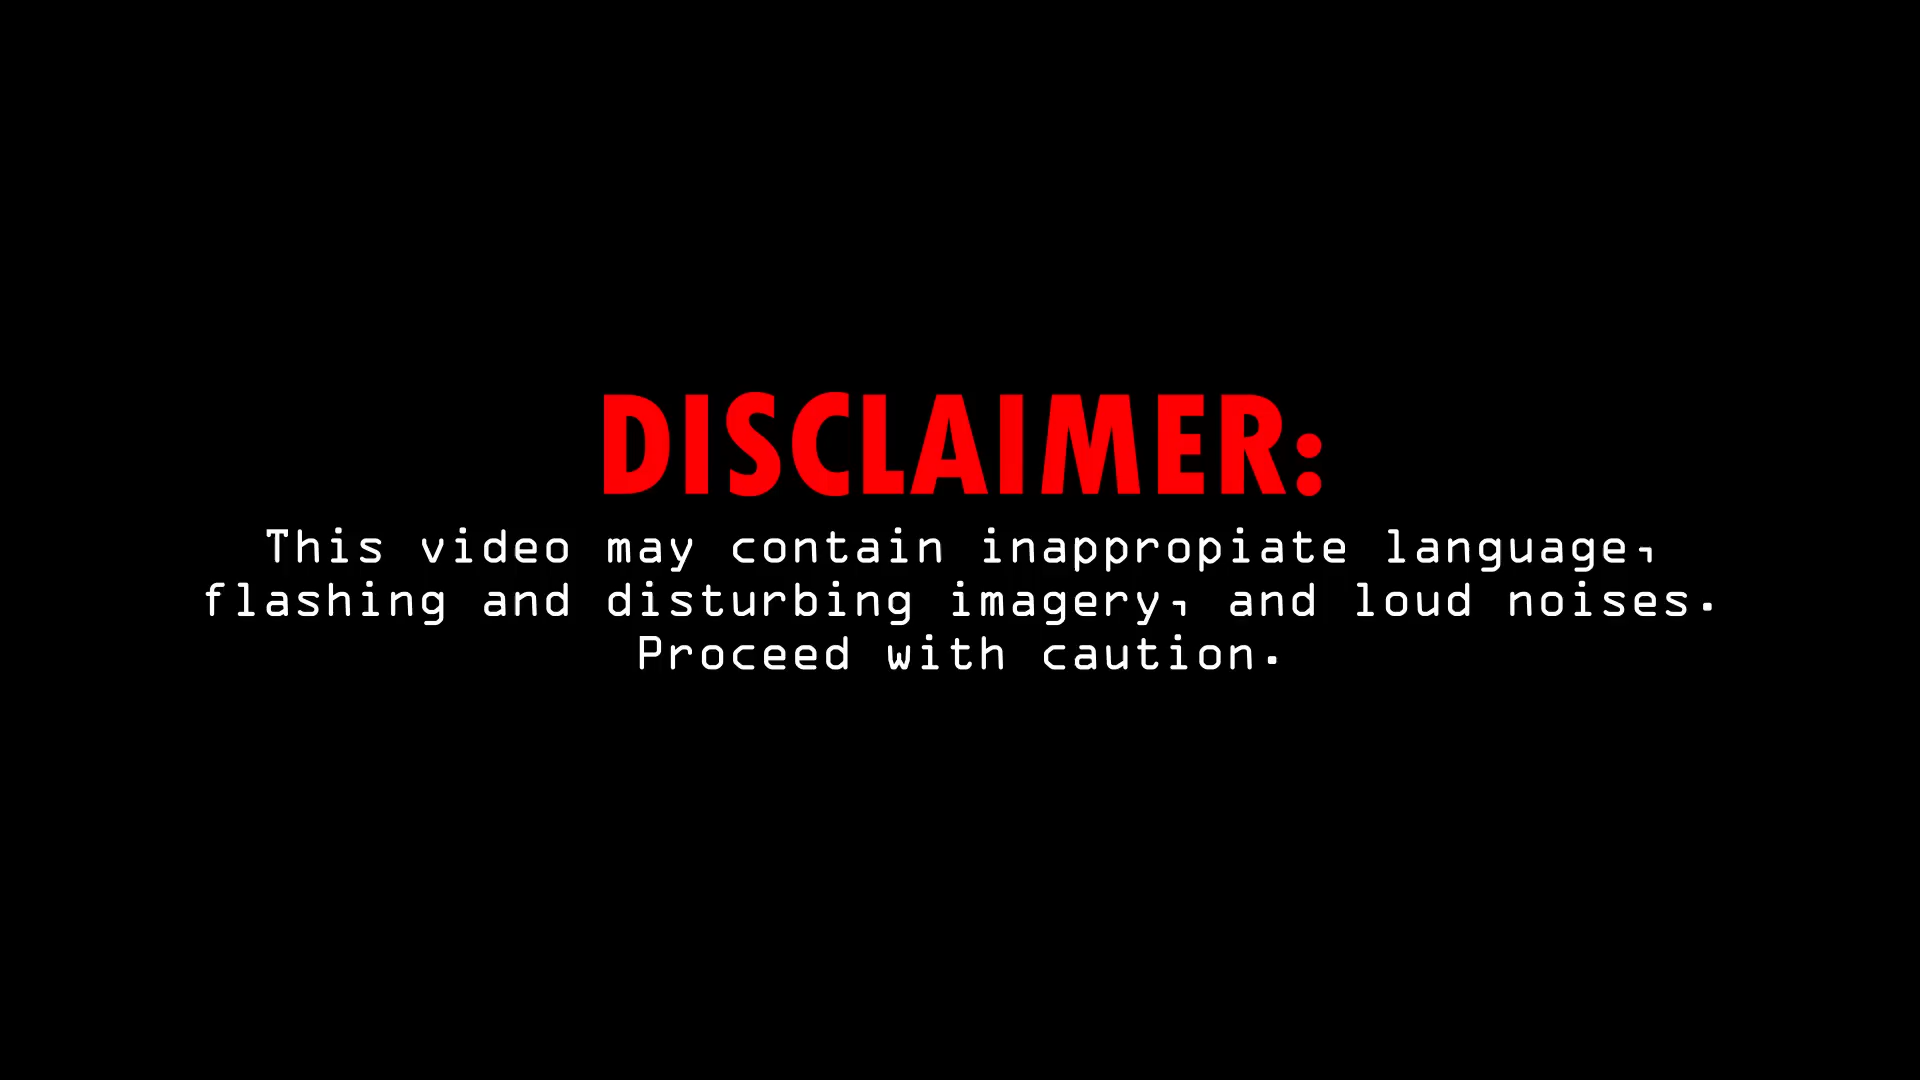 DISCLAIMER:
This video may contain inappropiate language,
flashing and disturbing imagery, and loud noises.
Proceed with caution.